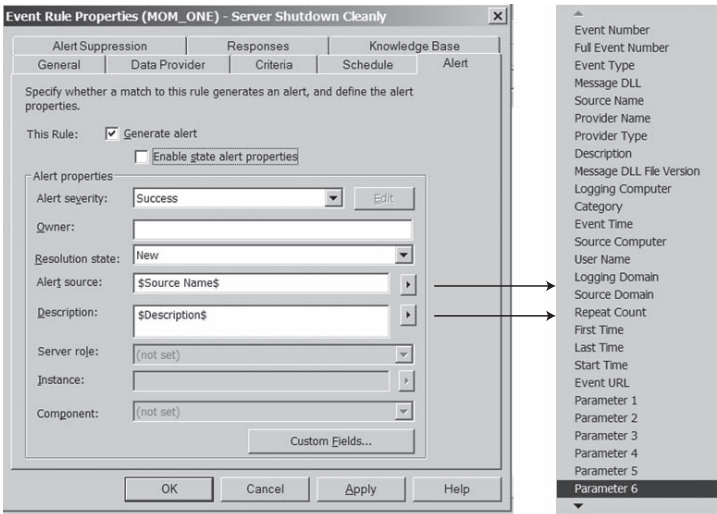 Event Rule Properties (MOM_ONE) - Server Shutdown Cleanly
Alert Suppression
Responses
Knowledge Base
General
Data Provider
Criteria
Schedule
Alert
Specify whether a match to this rule generates an alert, and define the alert
properties.
This Rule:
Generate alert
Enable state alert properties
Alert properties
Alert severity:
Success
Edit
Owner:
Resolution state:
New
Alert source:
$Source Name$
Description:
$Description$
Server role:
(not set)
Instance:
Component:
(not set)
Custom Fields...
OK
Cancel
Apply
Help
Event Number
Full Event Number
Event Type
Message DLL
Source Name
Provider Name
Provider Type
Description
Message DLL File Version
Logging Computer
Category
Event Time
Source Computer
User Name
Logging Domain
Source Domain
Repeat Count
First Time
Last Time
Start Time
Event URL
Parameter 1
Parameter 2
Parameter 3
Parameter 4
Parameter 5
Parameter 6